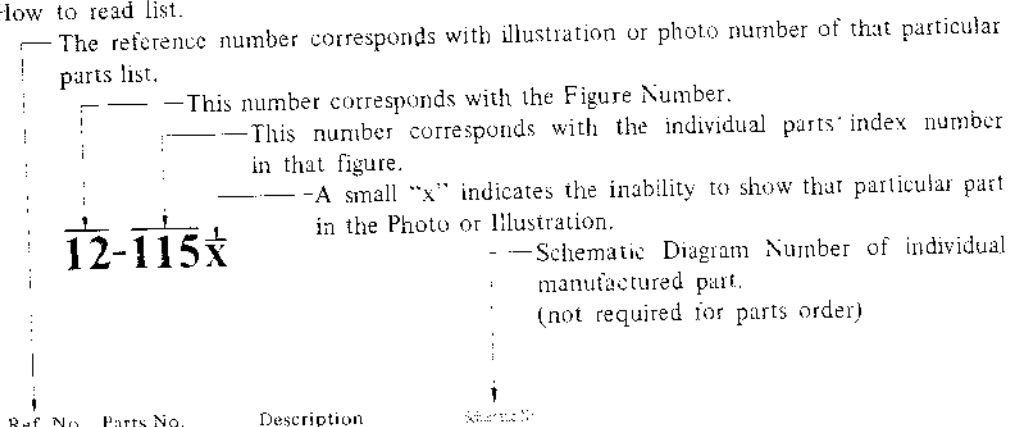 How to read list.
The reference number corresponds with illustration or photo number of that particular
parts list.
This number corresponds with the Figure Number.
This number corresponds with the individual parts' index number
in that figure.
A small “x” indicates the inability to show that particular part
in the Photo or Illustration.
12-115x
Schematic Diagram Number of individual
manufactured part.
(not required for parts order)
Ref. No. Parts No. Description